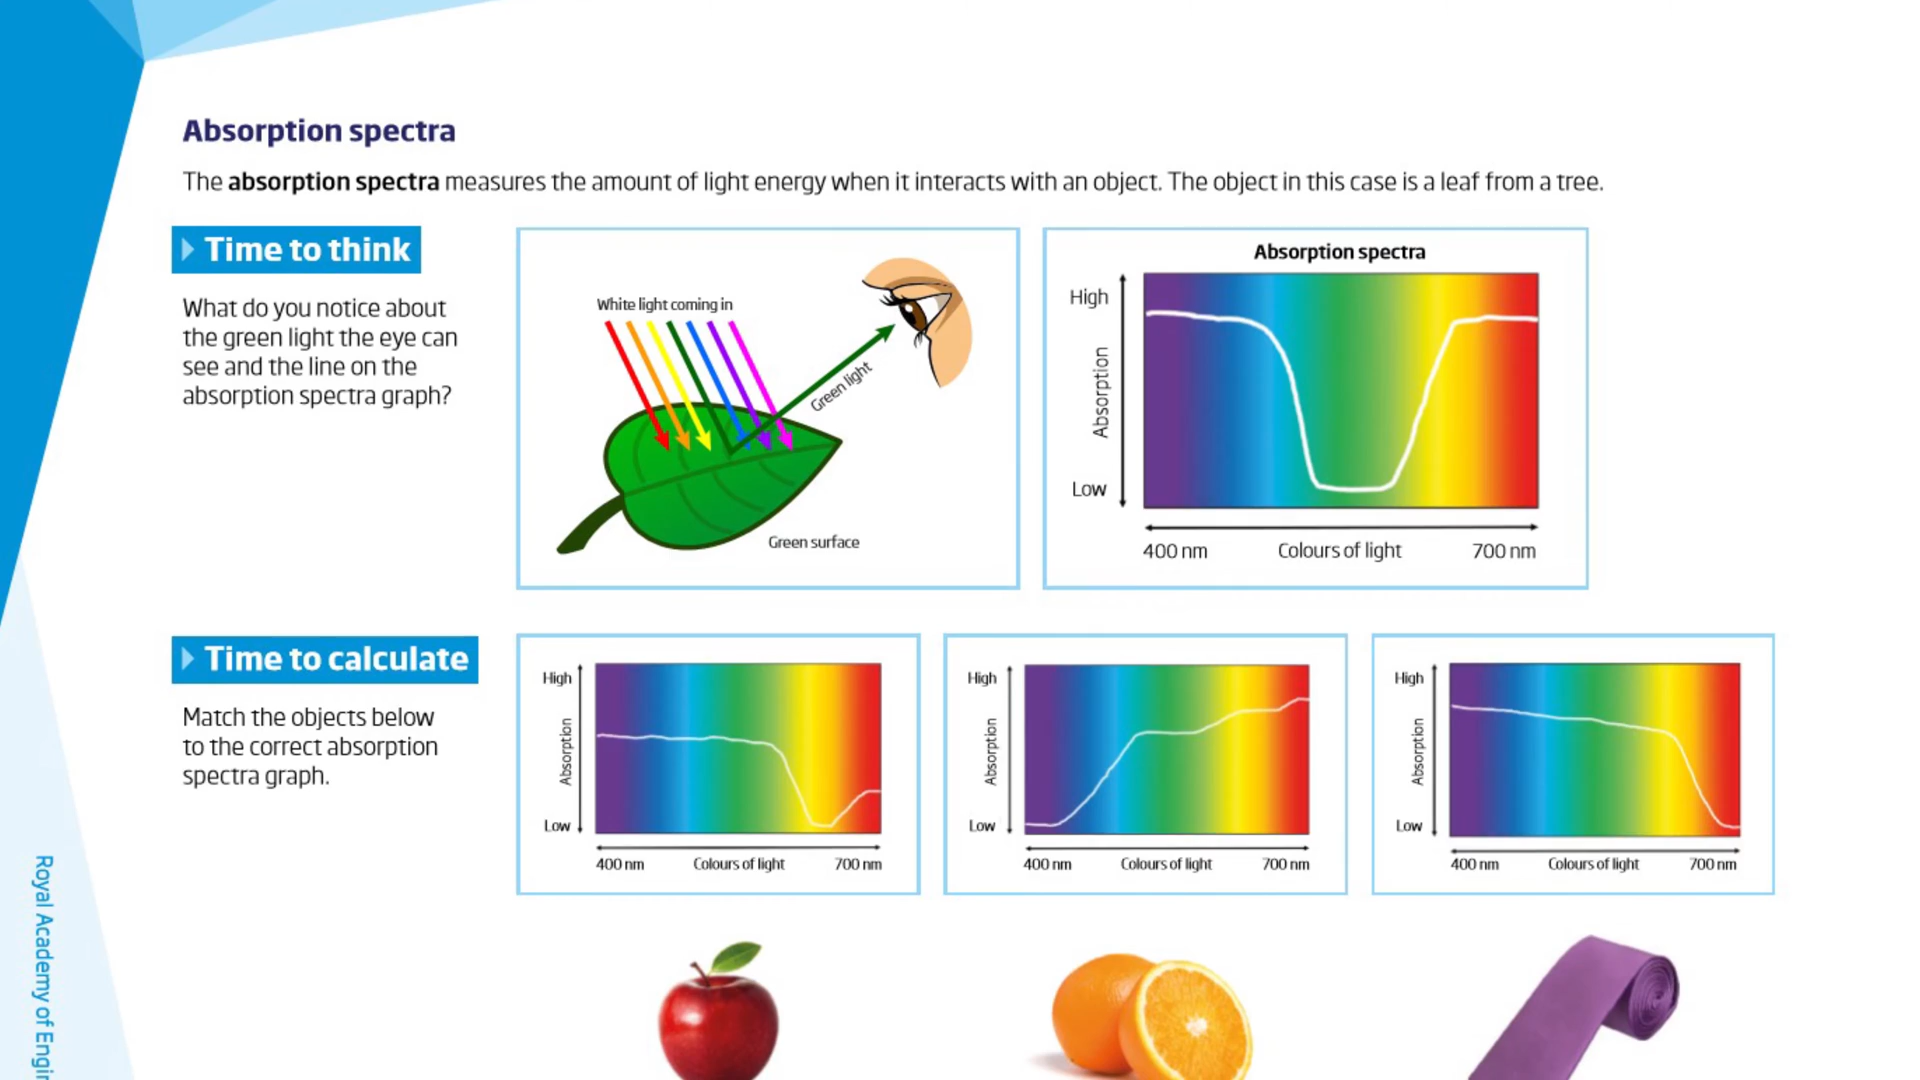 Absorption spectra
The absorption spectra measures the amount of light energy when it interacts with an object. The object in this case is a leaf from a tree.
Time to think
What do you notice about
the green light the eye can
see and the line on the
absorption spectra graph?
White light coming in
Green light
Green surface
Absorption spectra
High
Absorption
Low
400 nm Colours of light 700 nm
Time to calculate
Match the objects below
to the correct absorption
spectra graph.
High
Absorption
Low
400 nm Colours of light 700 nm
High
Absorption
Low
400 nm Colours of light 700 nm
High
Absorption
Low
400 nm Colours of light 700 nm
Royal Academy of Engi